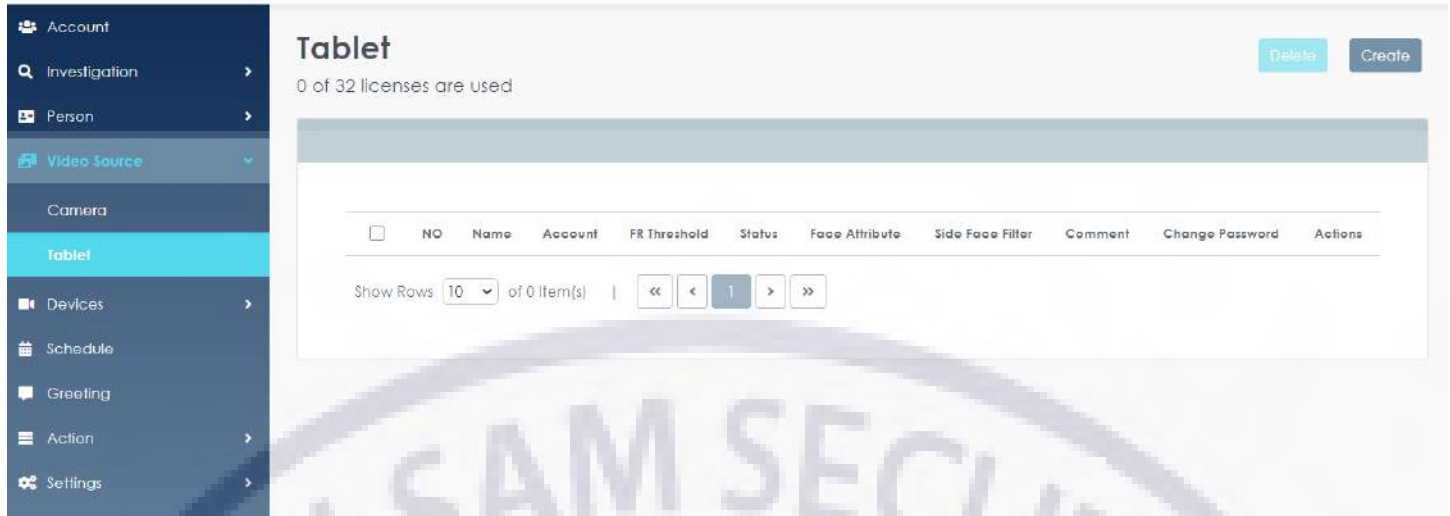 Account
Investigation
Person
Video Source
Camera
Tablet
Devices
Schedule
Greeting
Action
Settings
Tablet
0 of 32 licenses are used
Delete
Create
NO Name Account FR Threshold Status Face Attribute Side Face Filter Comment Change Password Actions
Show Rows 10 of 0 Item(s) | « < 1 > »
SAM